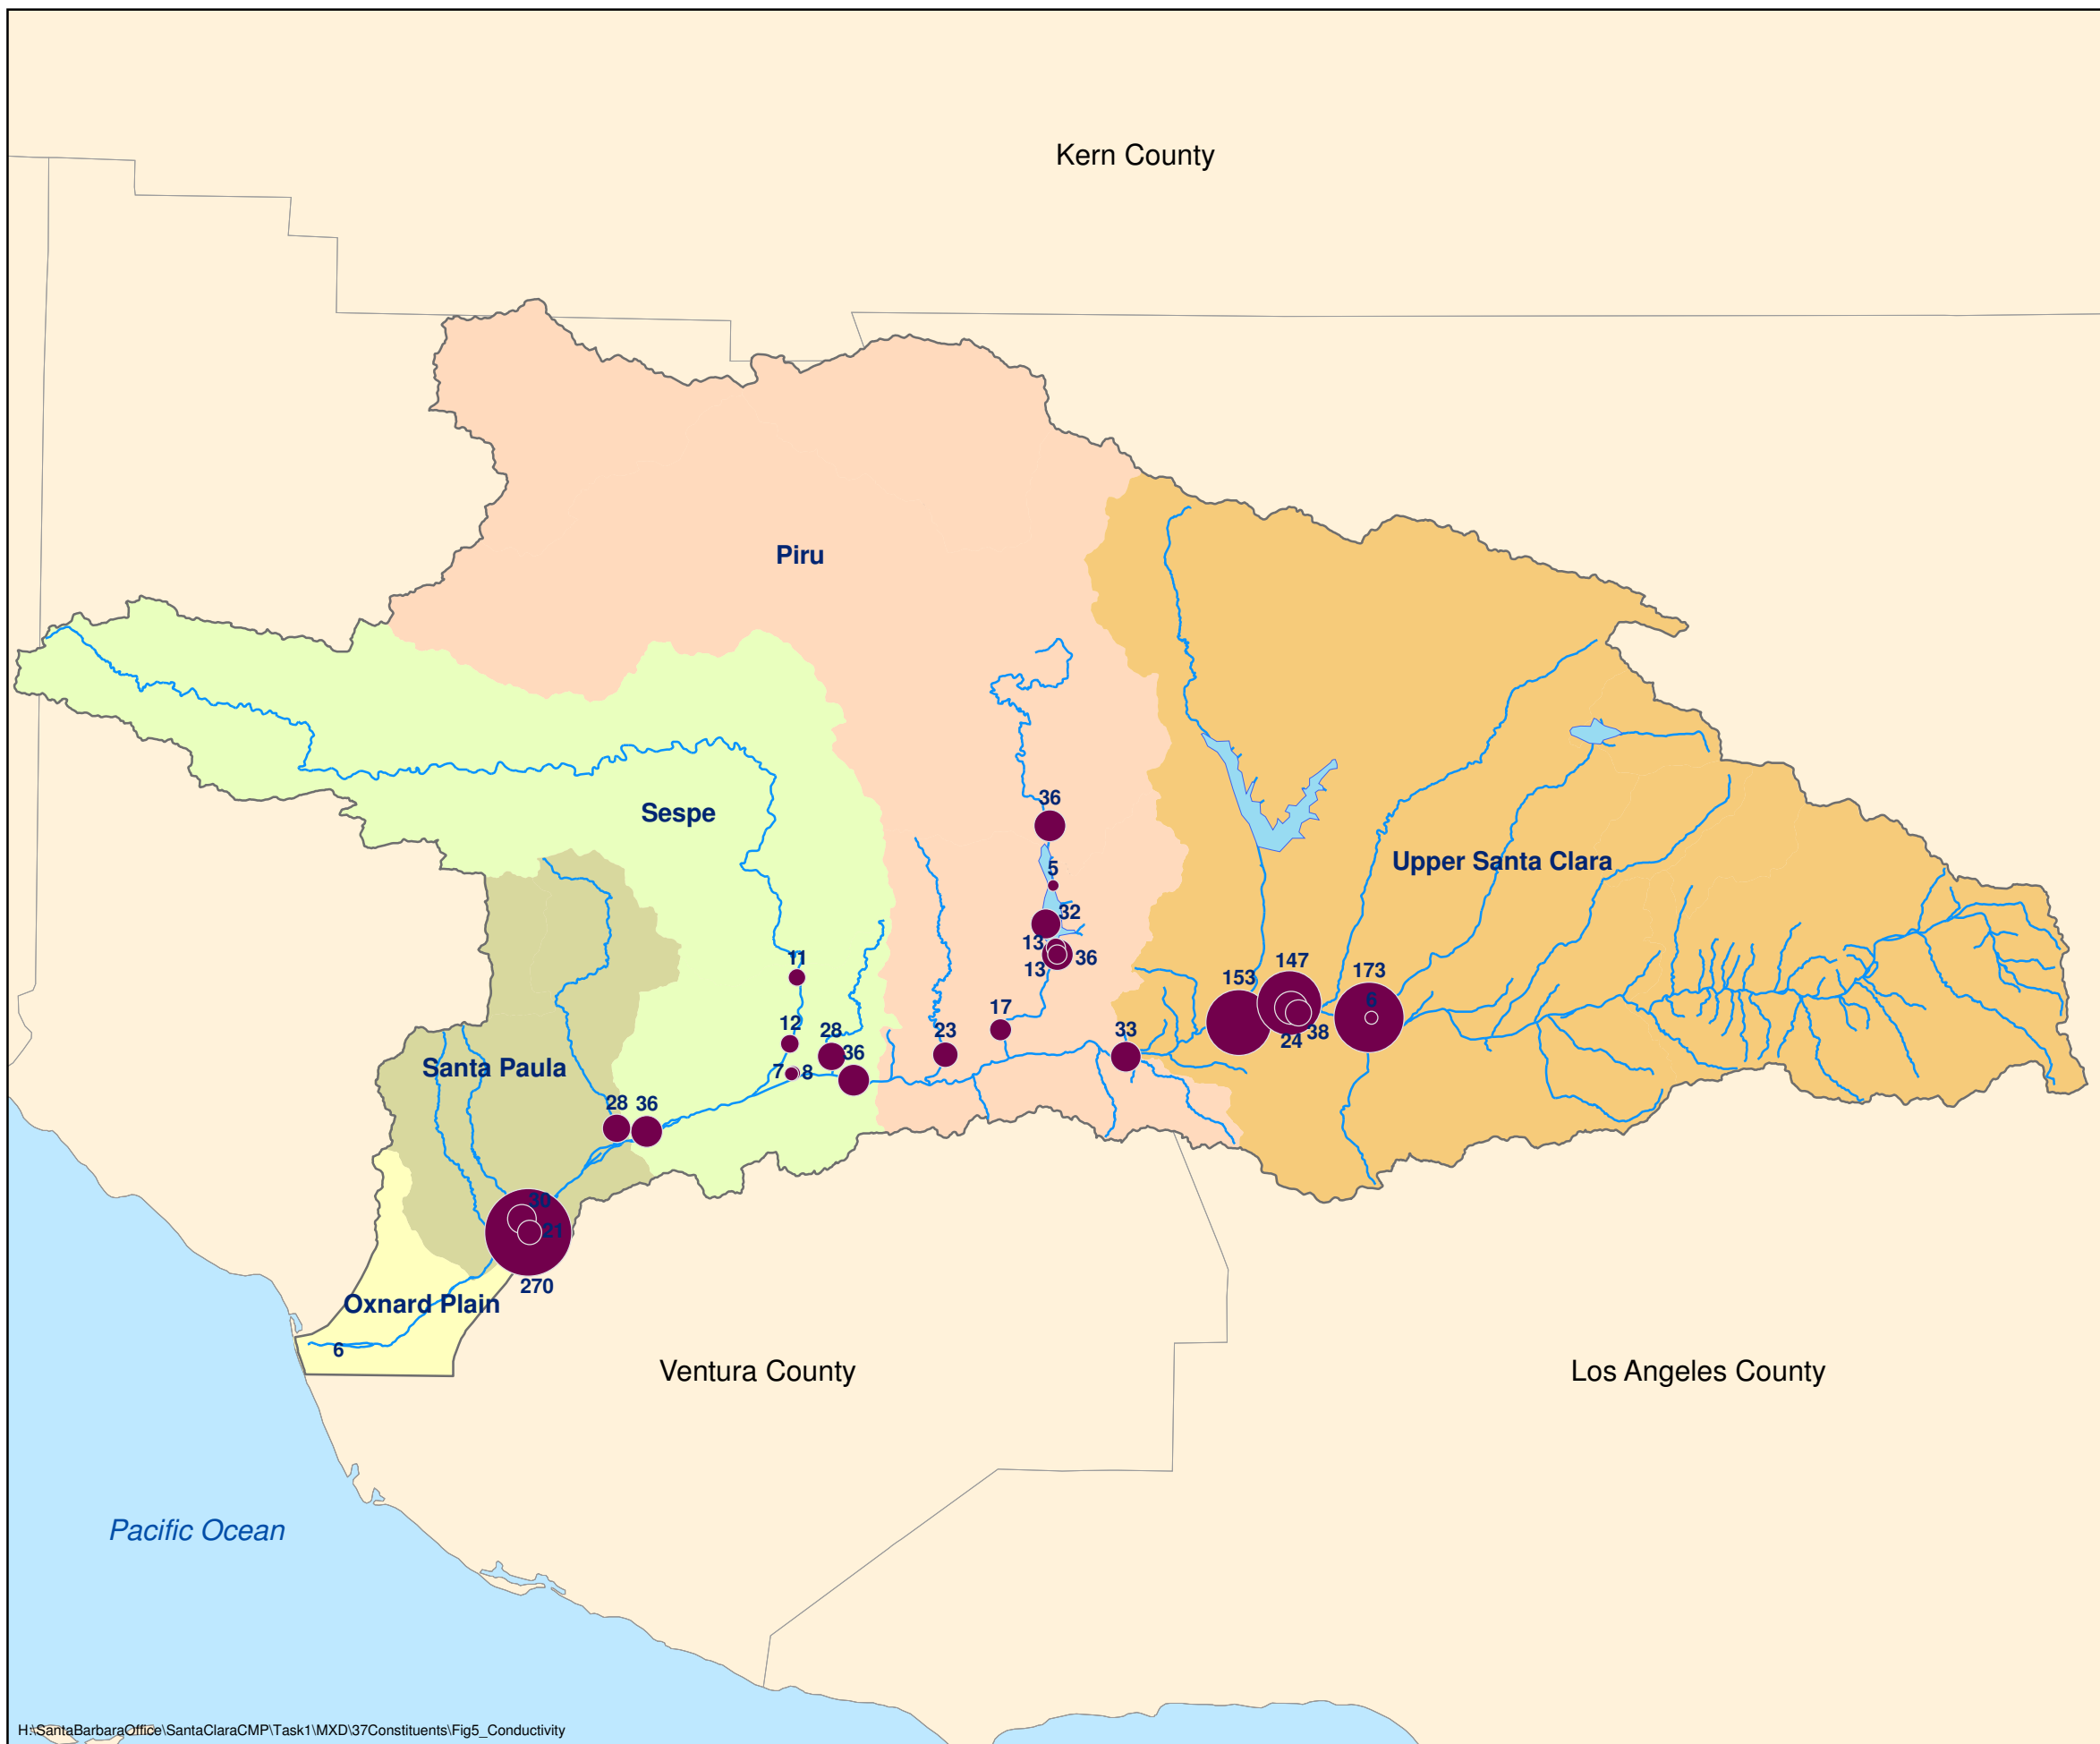 Kern County
Piru
36
Sespe
5
Upper Santa Clara
32
13
36
13
11
147
153
173
6
17
12
28
23
33
38
24
36
7
8
Santa Paula
28
36
30
21
270
Oxnard Plain
6
Ventura County
Los Angeles County
Pacific Ocean
H:\SantaBarbaraOffice\SantaClaraCMP\Task1\MXD\37Constituents\Fig5_Conductivity